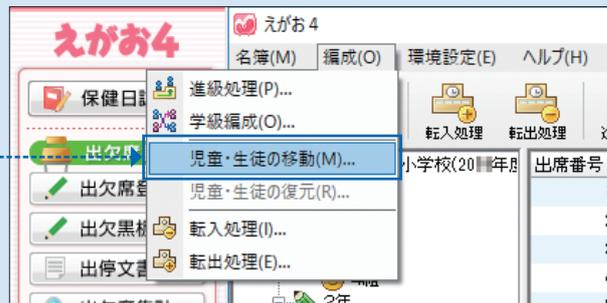 えがお4
えがお4
名簿(M) 編成(O) 環境設定(E) ヘルプ(H)
保健日
進級処理(P)...
学級編成(O)...
転入処理 転出処理
出欠席
児童・生徒の移動(M)...
小学校(20 年度 出席番号
出欠席
児童・生徒の復元(R)...
出欠黒板
転入処理(I)...
出停文書
転出処理(E)...
2年